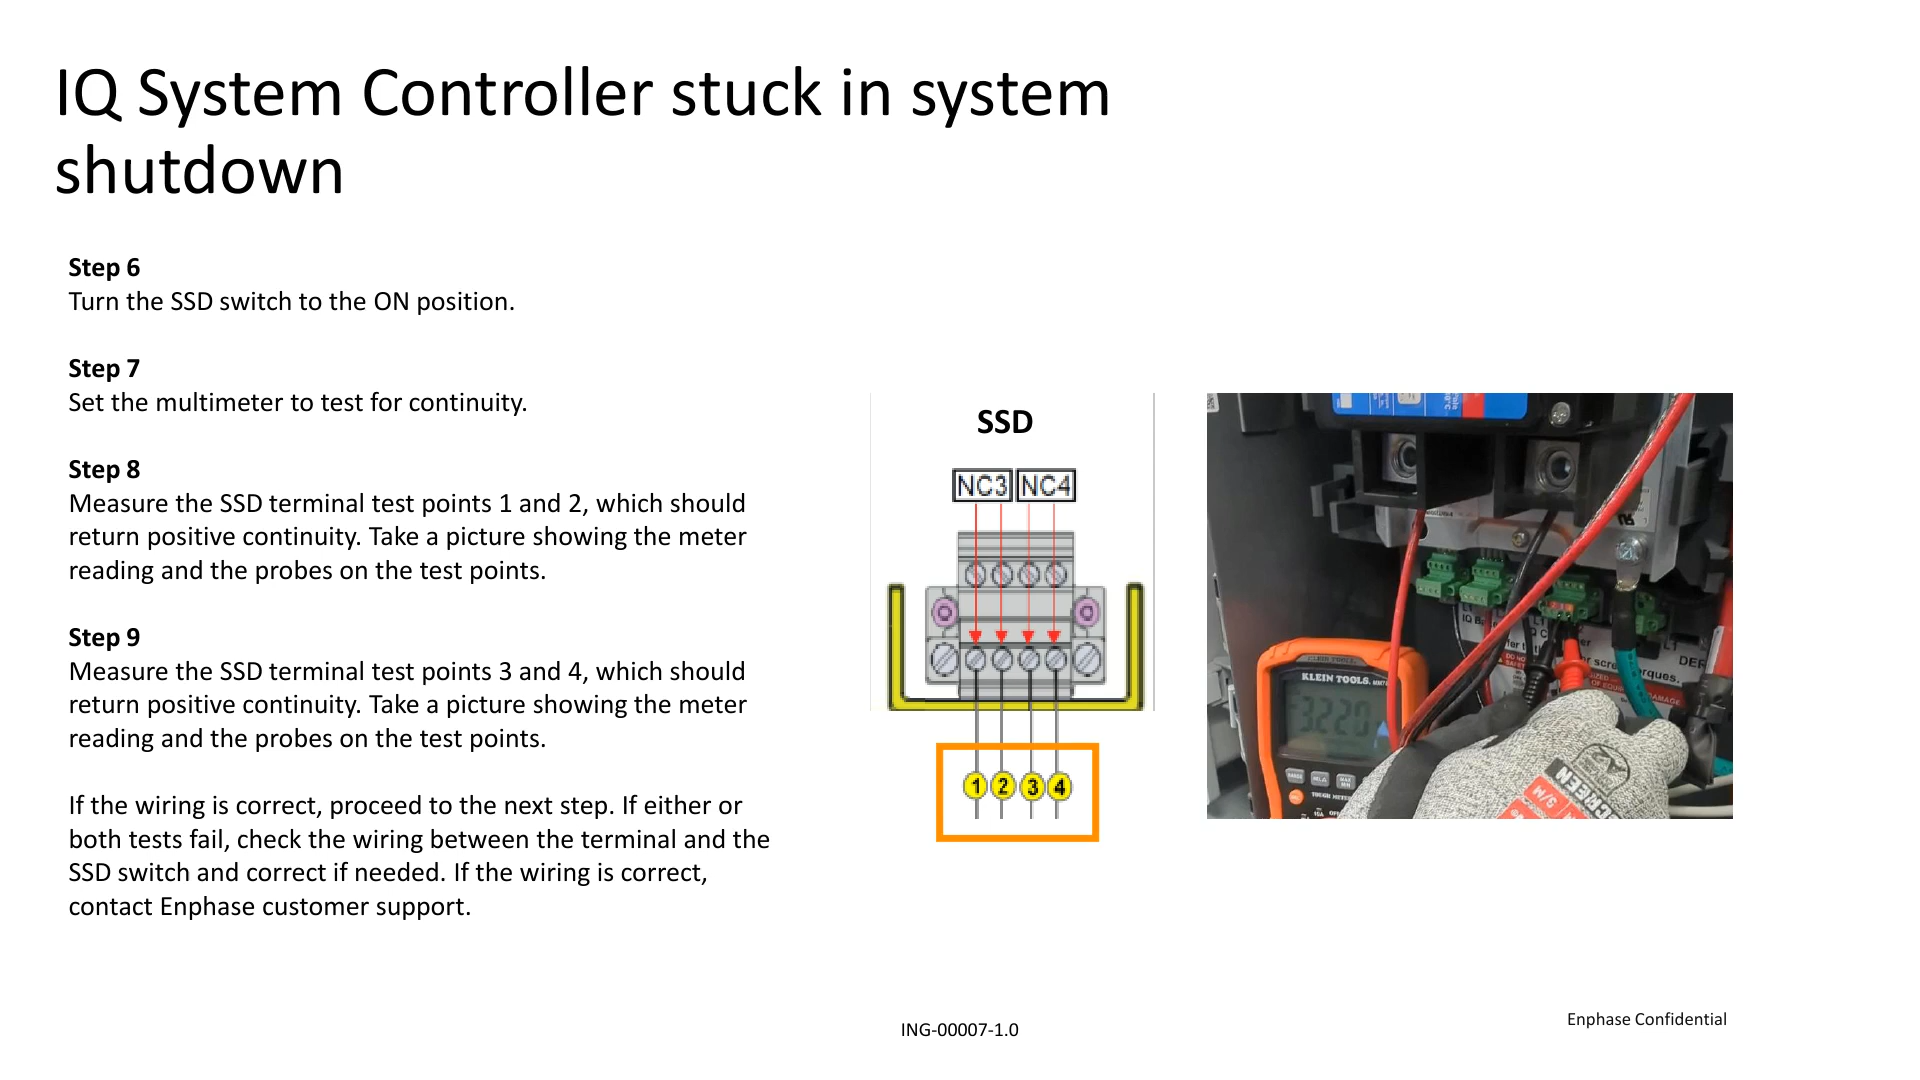 IQ System Controller stuck in system
shutdown
Step 6
Turn the SSD switch to the ON position.
Step 7
Set the multimeter to test for continuity.
Step 8
Measure the SSD terminal test points 1 and 2, which should
return positive continuity. Take a picture showing the meter
reading and the probes on the test points.
Step 9
Measure the SSD terminal test points 3 and 4, which should
return positive continuity. Take a picture showing the meter
reading and the probes on the test points.
If the wiring is correct, proceed to the next step. If either or
both tests fail, check the wiring between the terminal and the
SSD switch and correct if needed. If the wiring is correct,
contact Enphase customer support.
SSD
NC3 NC4
1 2 3 4
KLEIN TOOLS.
DER
L1
ING-00007-1.0
Enphase Confidential